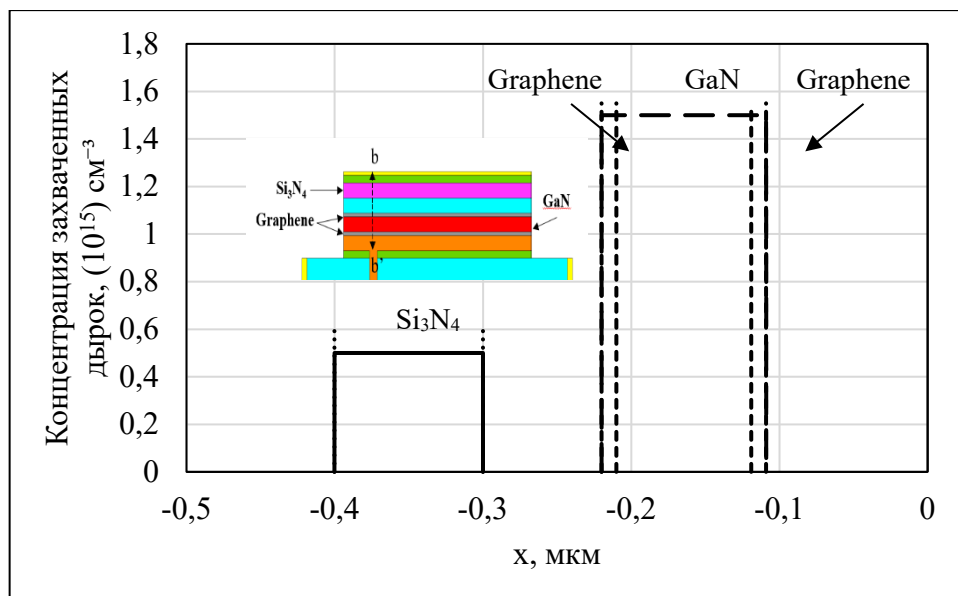 Концентрация захваченных
дырок, (10¹⁵) см⁻³
1,8
1,6
1,4
1,2
1
0,8
0,6
0,4
0,2
0
Graphene
GaN
Graphene
b
Si₃N₄
Graphene
GaN
b'
Si₃N₄
-0,5
-0,4
-0,3
-0,2
-0,1
0
x, мкм